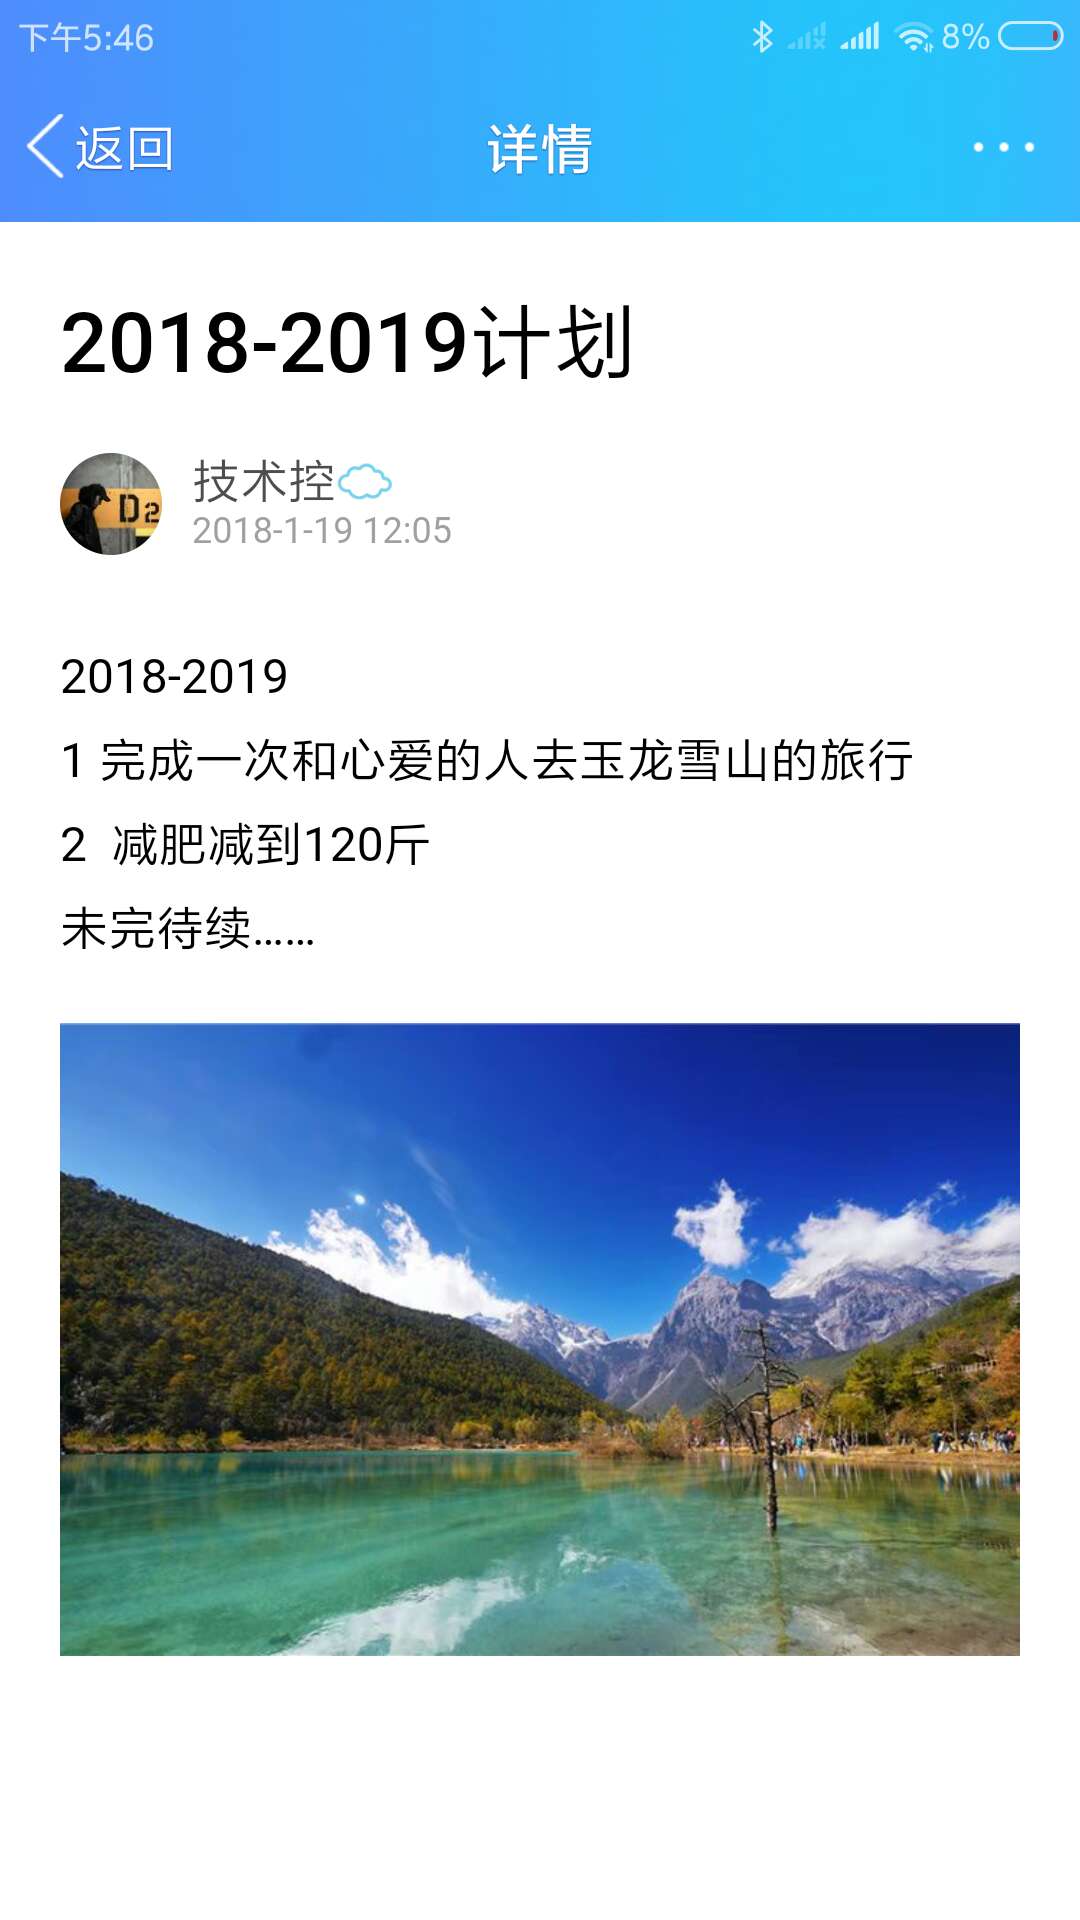 下午5:46
8%
返回
详情
2018-2019计划
D2
技术控
2018-1-19 12:05
2018-2019
1 完成一次和心爱的人去玉龙雪山的旅行
2 减肥减到120斤
未完待续……